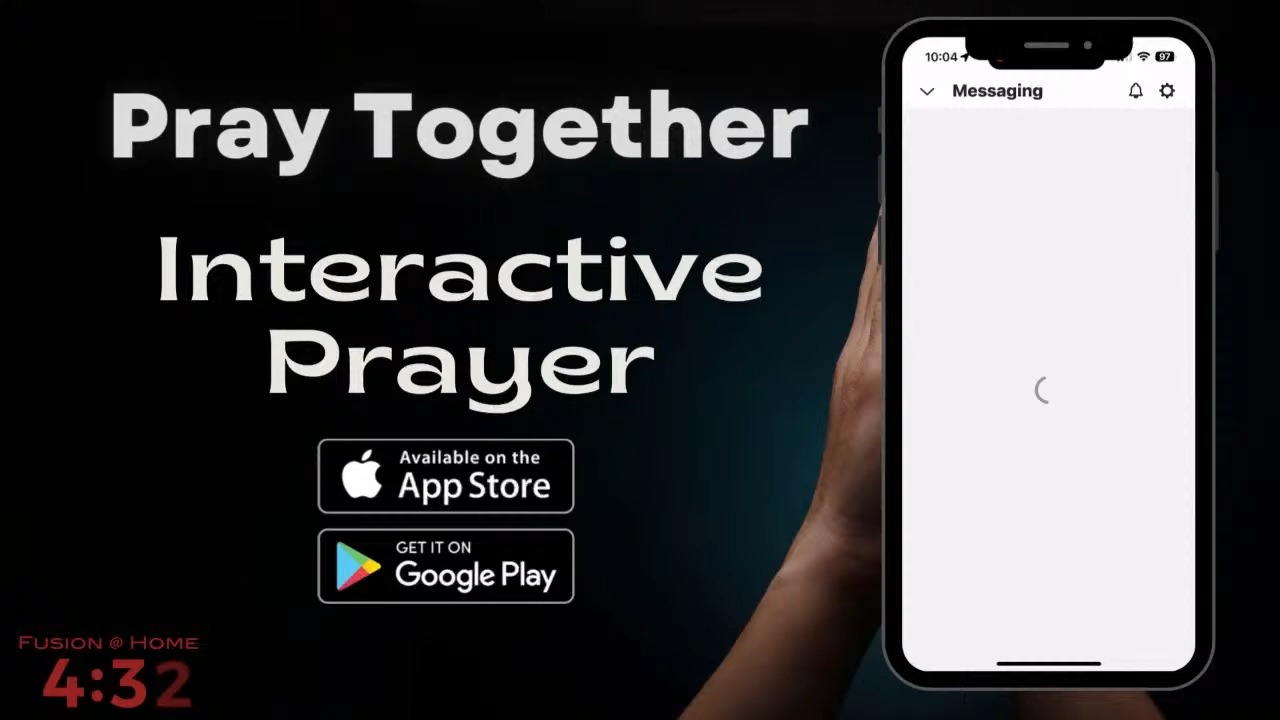 Pray Together
Interactive
Prayer
Available on the
App Store
GET IT ON
Google Play
FUSION @ HOME
4:32
10:04
97
Messaging